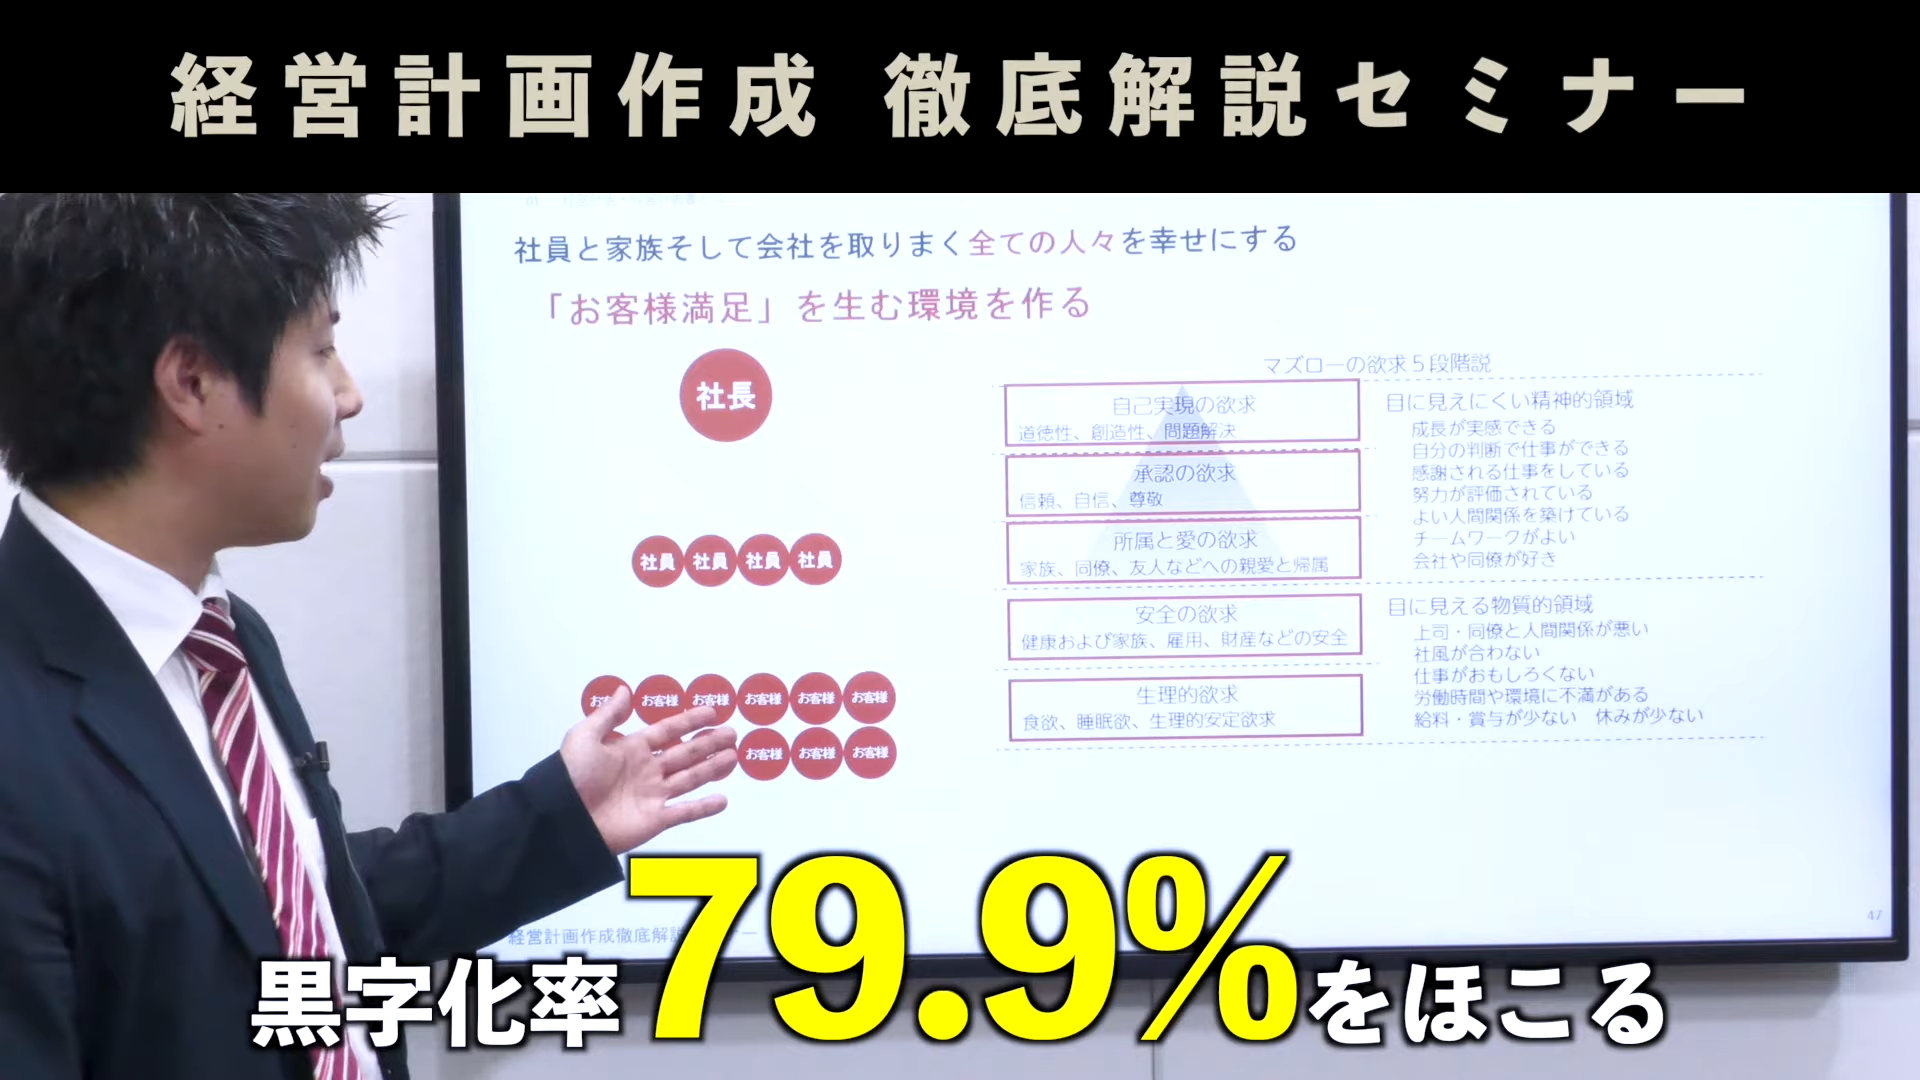 経営計画作成 徹底解説セミナー
社員と家族そして会社を取りまく全ての人々を幸せにする
「お客様満足」を生む環境を作る
社長
社員 社員 社員 社員
お客様 お客様 お客様 お客様 お客様
お客様 お客様 お客様
マズローの欲求5段階説
自己実現の欲求
道徳性、創造性、問題解決
承認の欲求
信頼、自信、尊敬
所属と愛の欲求
家族、同僚、友人などへの親愛と帰属
安全の欲求
健康および家族、雇用、財産などの安全
生理的欲求
食欲、睡眠欲、生理的安定欲求
目に見えにくい精神的領域
成長が実感できる
自分の判断で仕事ができる
感謝される仕事をしている
努力が評価されている
よい人間関係を築けている
チームワークがよい
会社や同僚が好き
目に見える物質的領域
上司・同僚と人間関係が悪い
社風が合わない
仕事がおもしろくない
労働時間や環境に不満がある
給料・賞与が少ない 休みが少ない
経営計画作成徹底解説
47
黒字化率79.9%をほこる